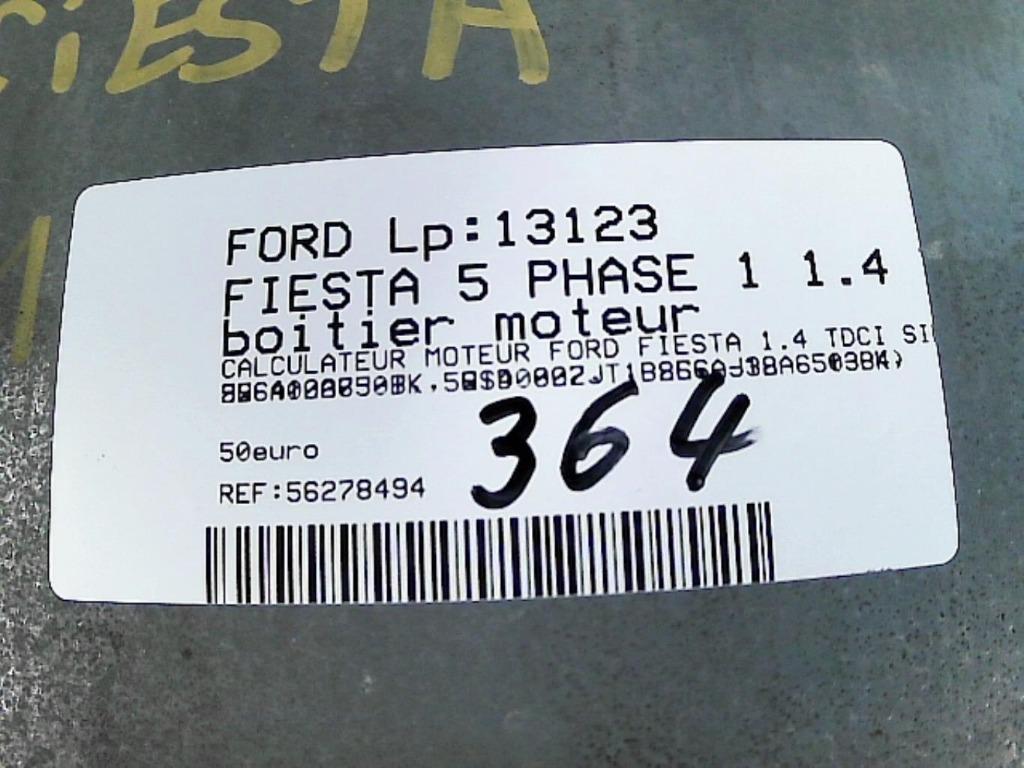 FIESTA
FORD Lp:13123
FIESTA 5 PHASE 1 1.4
boitier moteur
CALCULATEUR MOTEUR FORD FIESTA 1.4 TDCI
364
50euro
REF:56278494